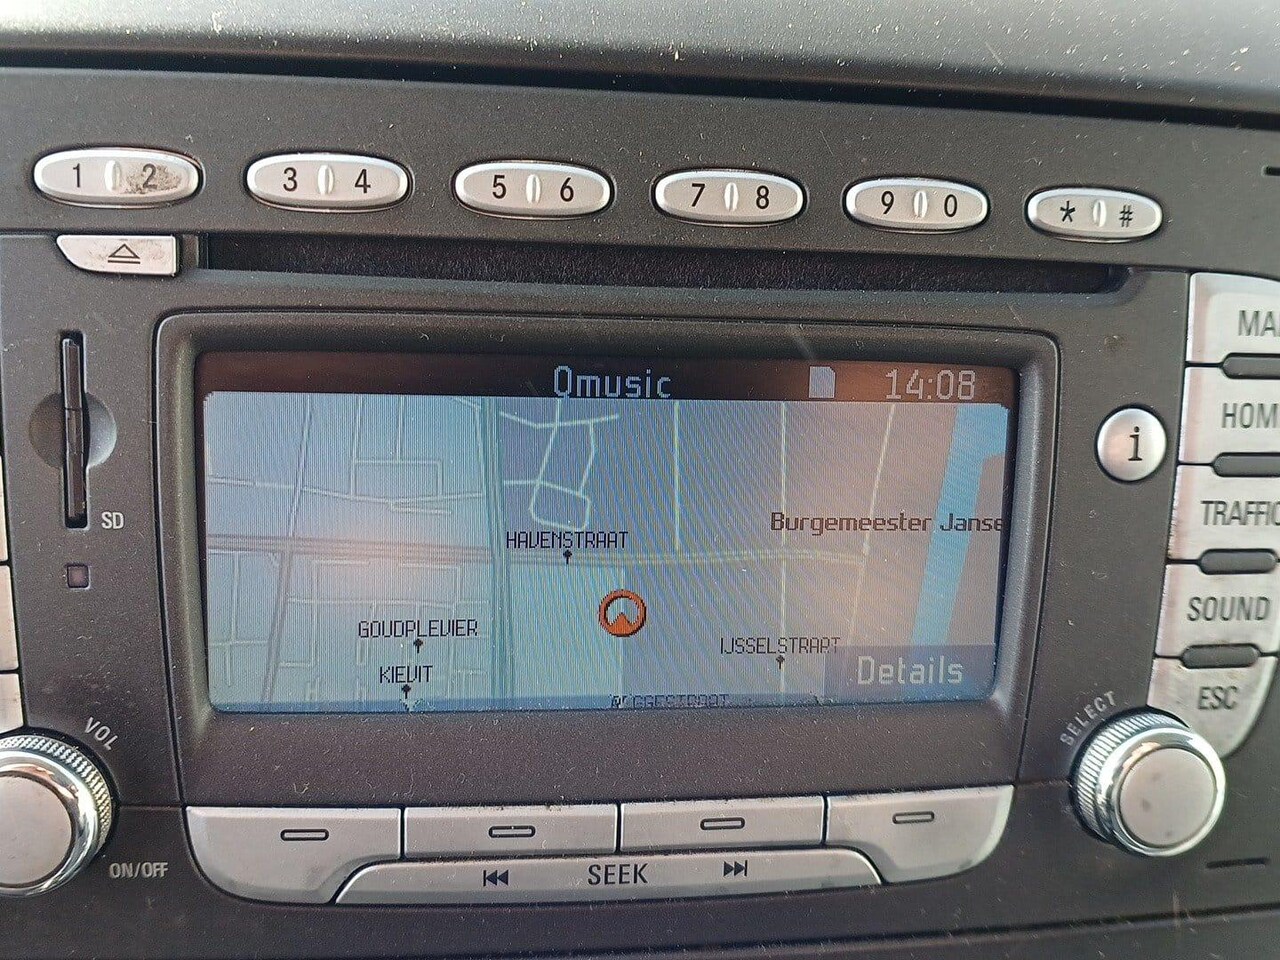 1 2 3 4 5 6 7 8 9 0 * #
Qmusic 14:08
MA
i
HOM
SD
TRAFFIC
Burgemeester Janse
HAVENSTRAAT
SOUND
GOUDPLEVIER
IJSSELSTRAAT
KIEVIT
Details
ESC
VOL
SELECT
ON/OFF
SEEK